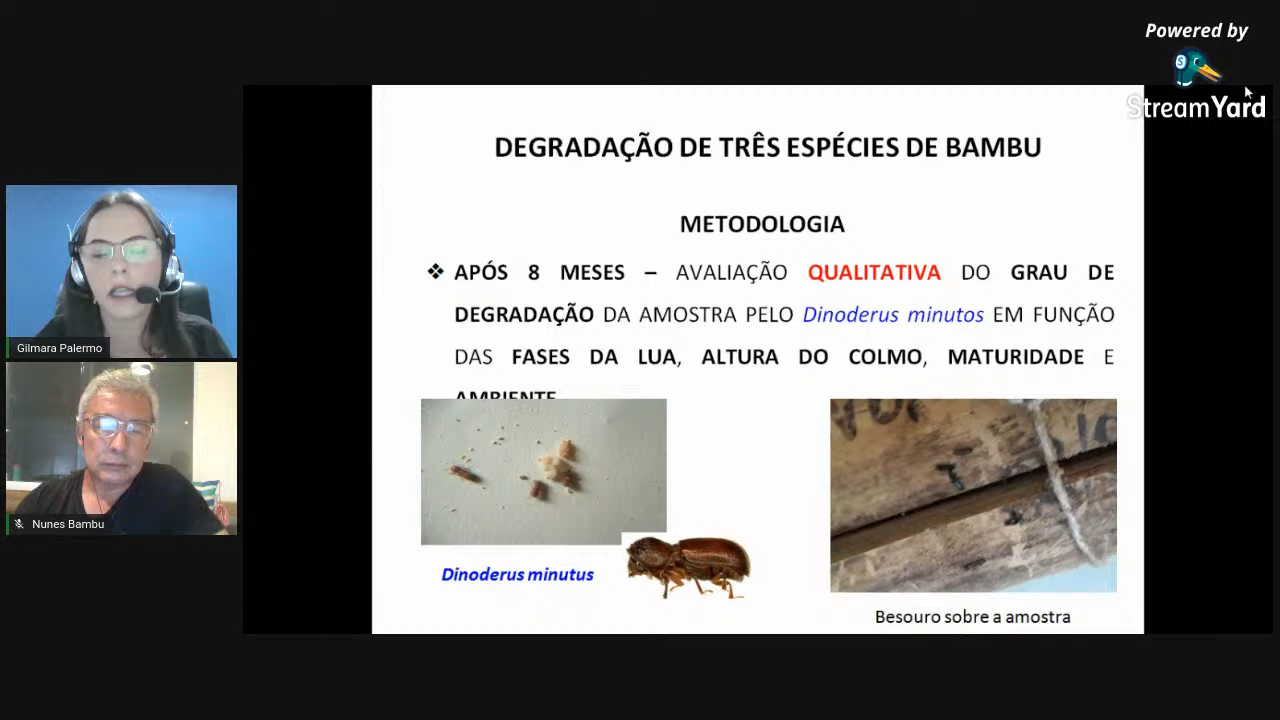 Powered by
StreamYard
DEGRADAÇÃO DE TRÊS ESPÉCIES DE BAMBU
METODOLOGIA
❖ APÓS 8 MESES – AVALIAÇÃO QUALITATIVA DO GRAU DE
DEGRADAÇÃO DA AMOSTRA PELO Dinoderus minutos EM FUNÇÃO
DAS FASES DA LUA, ALTURA DO COLMO, MATURIDADE E
AMBIENTE
Dinoderus minutus
Besouro sobre a amostra
Gilmara Palermo
Nunes Bambu